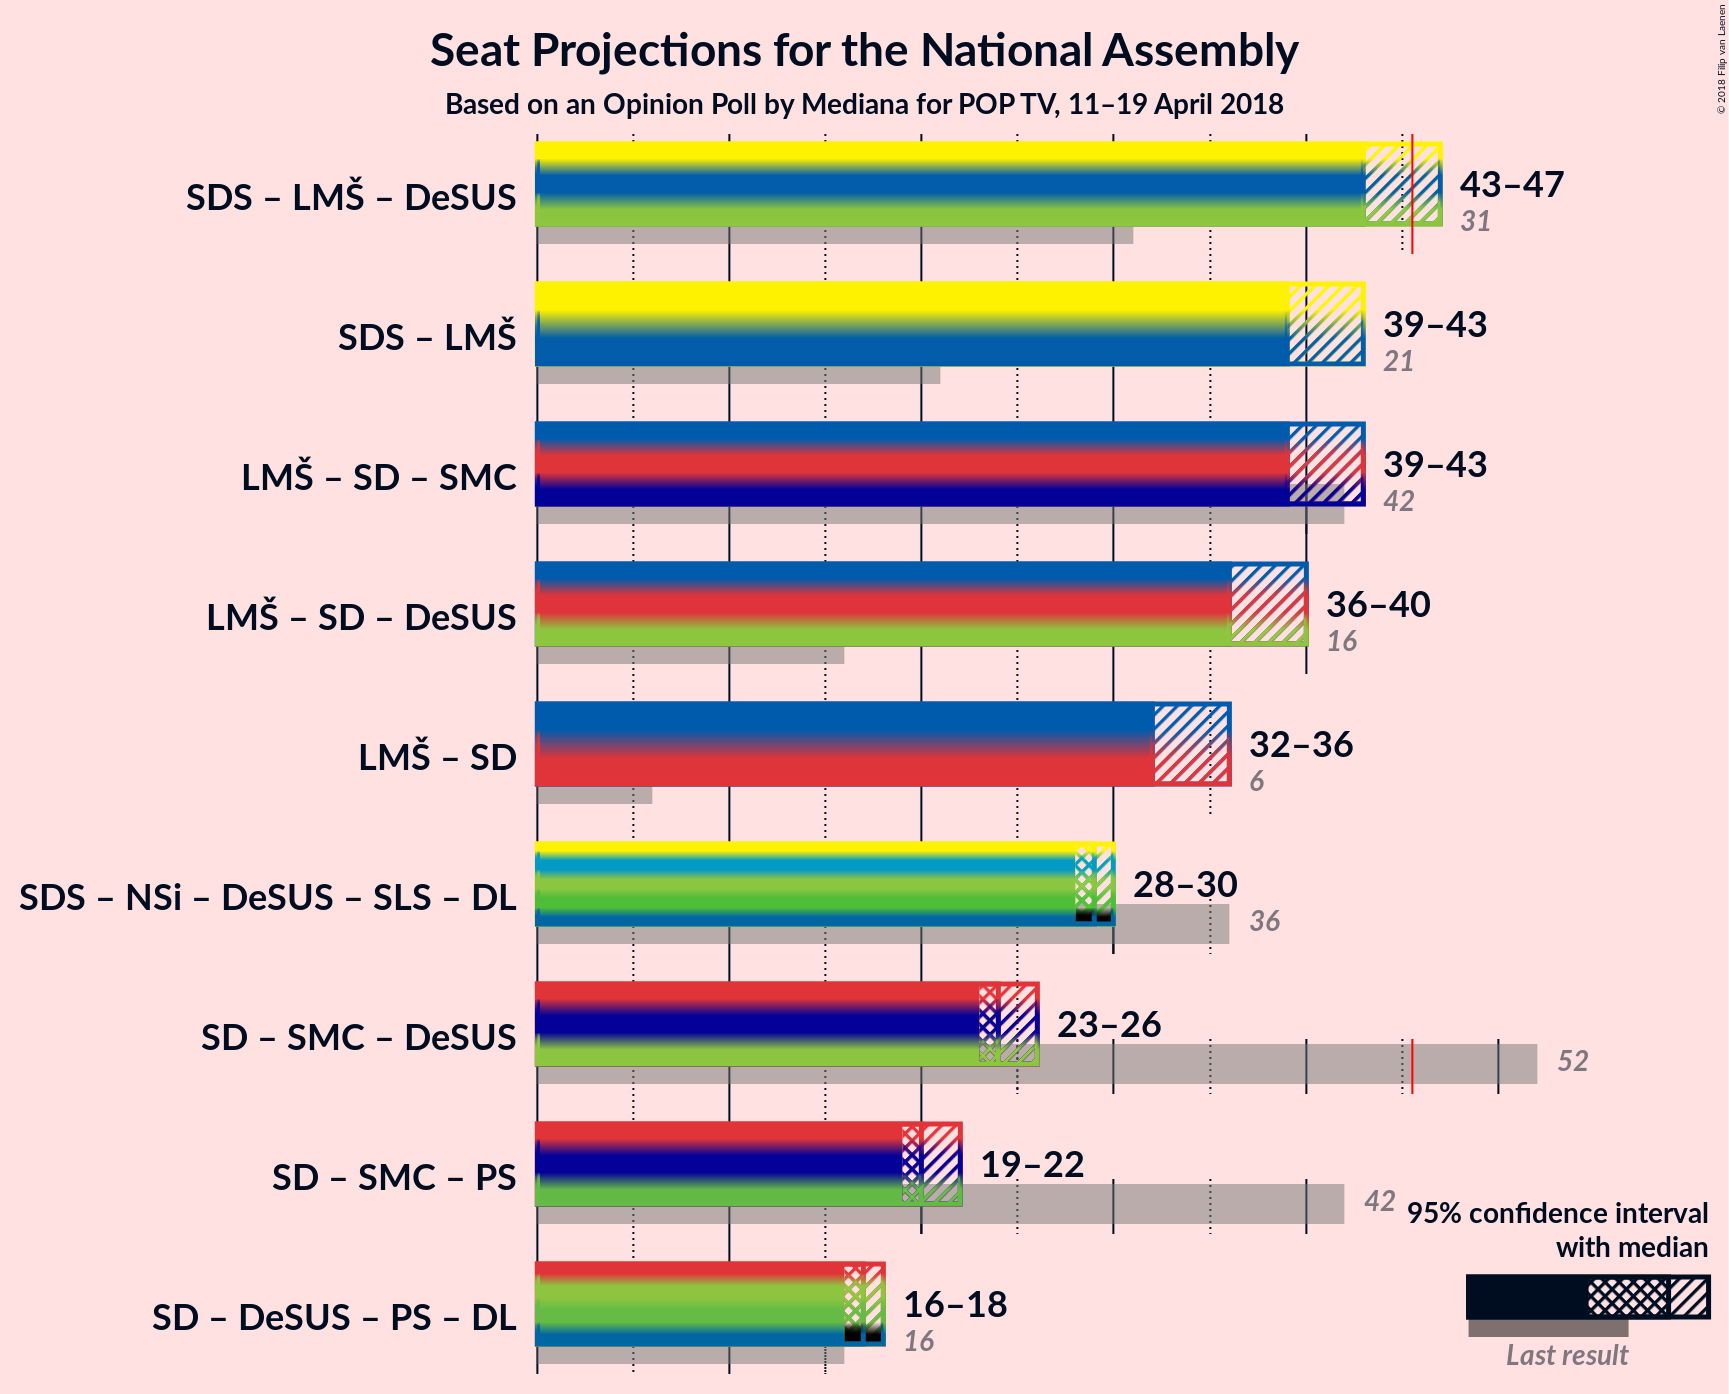 Seat Projections for the National Assembly
Based on an Opinion Poll by Mediana for POP TV, 11–19 April 2018
© 2018 Filip van Laenen
SDS – LMŠ – DeSUS
43–47
31
SDS – LMŠ
39–43
21
LMŠ – SD – SMC
39–43
42
LMŠ – SD – DeSUS
36–40
16
LMŠ – SD
32–36
6
SDS – NSi – DeSUS – SLS – DL
28–30
36
SD – SMC – DeSUS
23–26
52
SD – SMC – PS
19–22
42
SD – DeSUS – PS – DL
16–18
16
95% confidence interval
with median
Last result